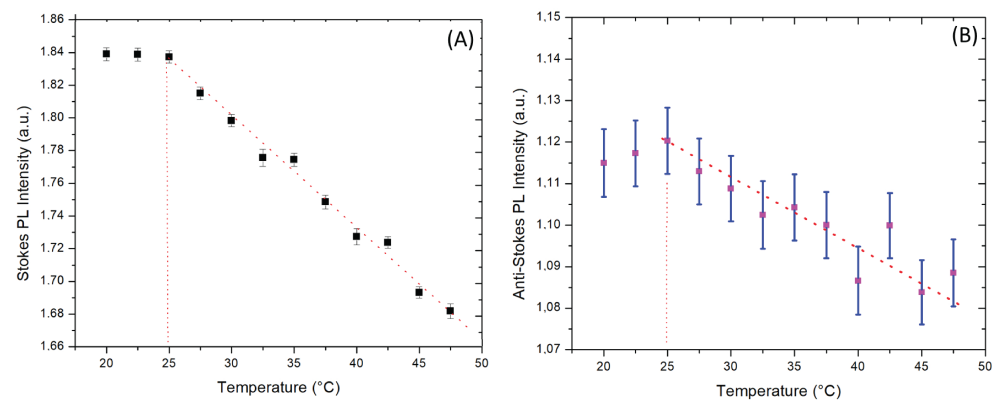 (A)
Stokes PL Intensity (a.u.)
1.86
1.84
1.82
1.80
1.78
1.76
1.74
1.72
1.70
1.68
1.66
20 25 30 35 40 45 50
Temperature (°C)
(B)
Anti-Stokes PL Intensity (a.u.)
1,15
1.14
1.13
1.12
1.11
1.10
1.09
1.08
1.07
20 25 30 35 40 45 50
Temperature (°C)